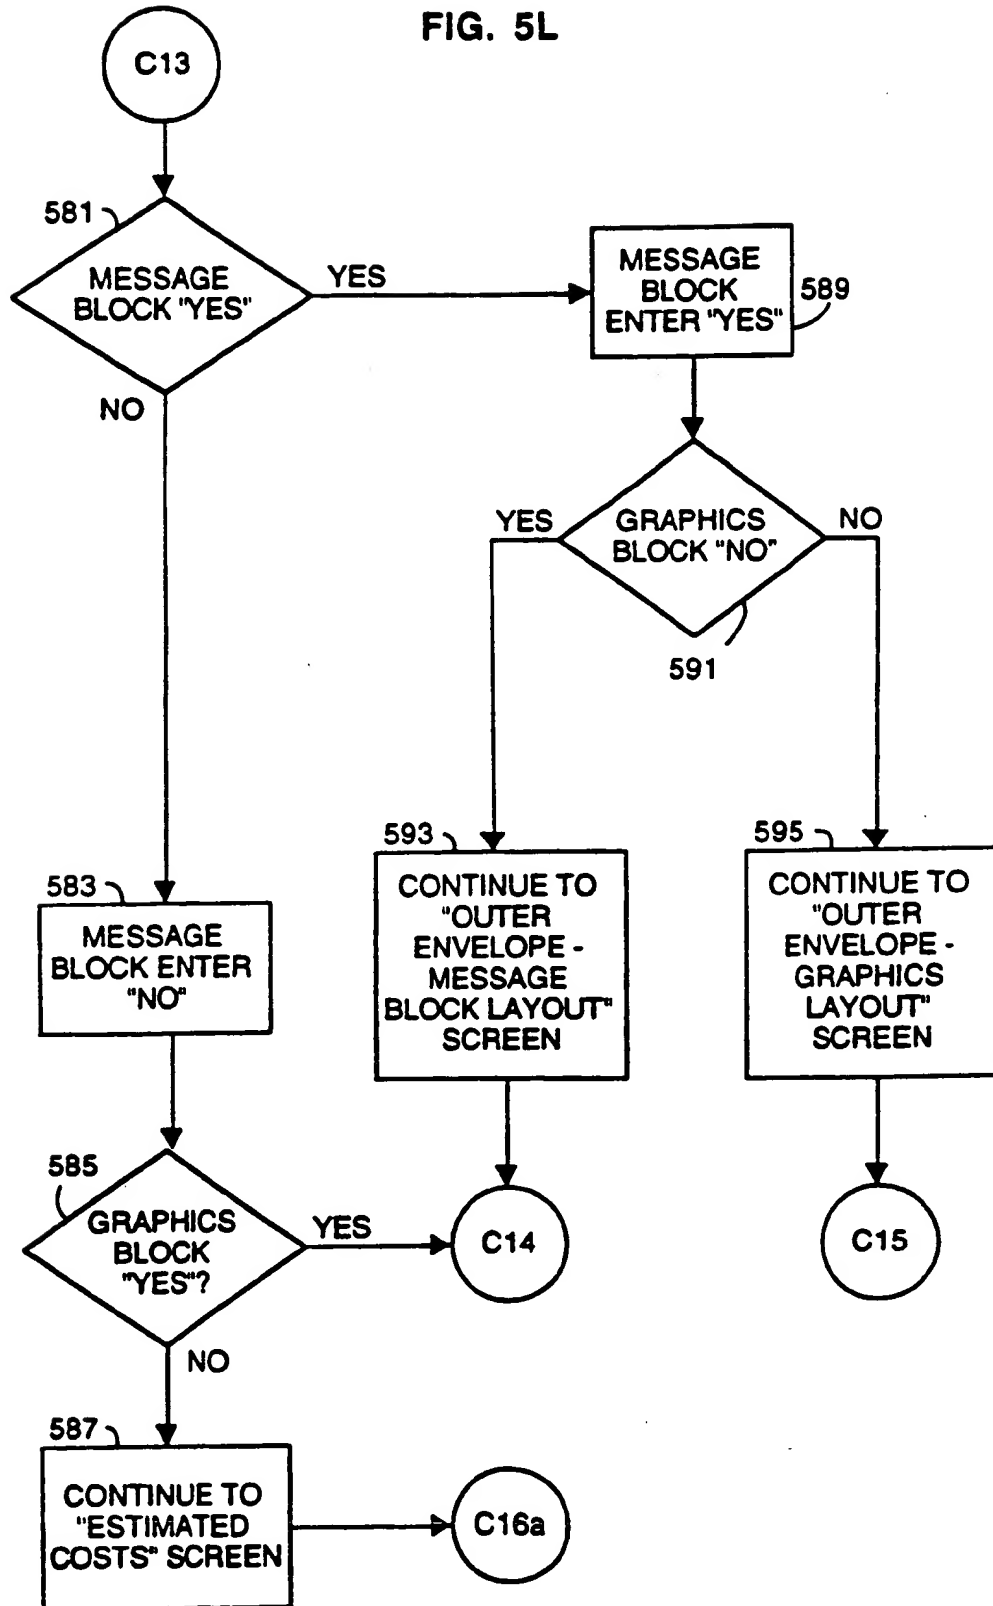 FIG. 5L
C13
581
MESSAGE
BLOCK "YES"
YES
NO
MESSAGE
BLOCK
ENTER "YES"
589
GRAPHICS
BLOCK "NO"
YES
NO
591
593
CONTINUE TO
"OUTER
ENVELOPE -
MESSAGE
BLOCK LAYOUT"
SCREEN
595
CONTINUE TO
"OUTER
ENVELOPE -
GRAPHICS
LAYOUT"
SCREEN
583
MESSAGE
BLOCK ENTER
"NO"
585
GRAPHICS
BLOCK
"YES"?
YES
NO
C14
C15
587
CONTINUE TO
"ESTIMATED
COSTS" SCREEN
C16a